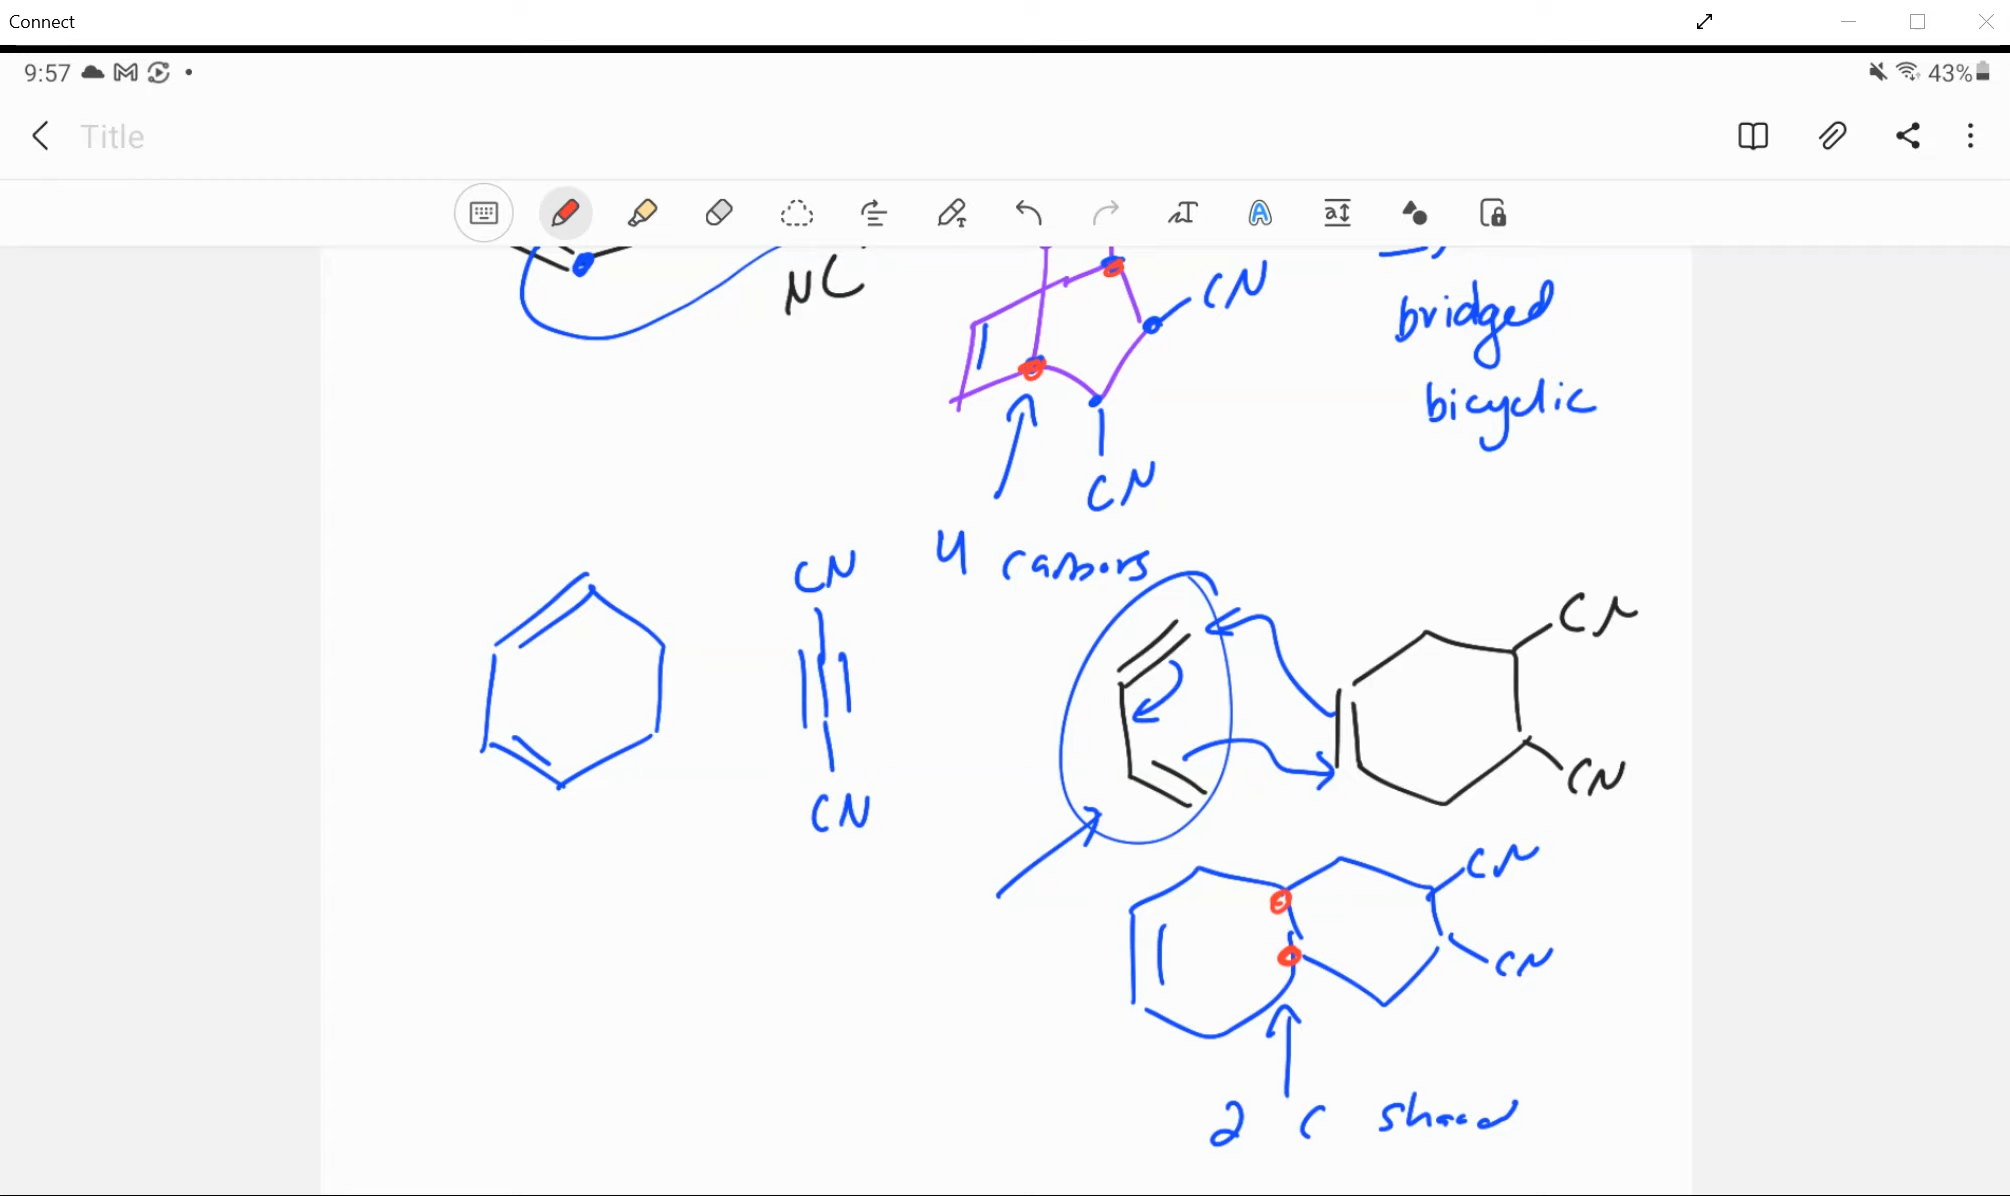 Connect
9:57
43%
Title
NC
CN
bridged
bicyclic
CN
4 carbons
CN
CN
CN
CN
CN
CN
2 C shared